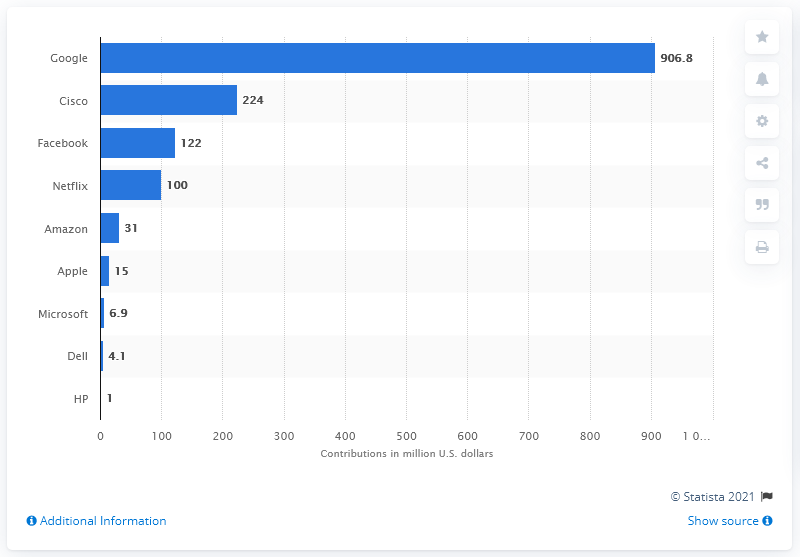 Google 906.8
Cisco 224
Facebook 122
Netflix 100
Amazon 31
Apple 15
Microsoft 6.9
Dell 4.1
HP 1
0 100 200 300 400 500 600 700 800 900 1 0...
Contributions in million U.S. dollars
© Statista 2021
Additional Information Show source